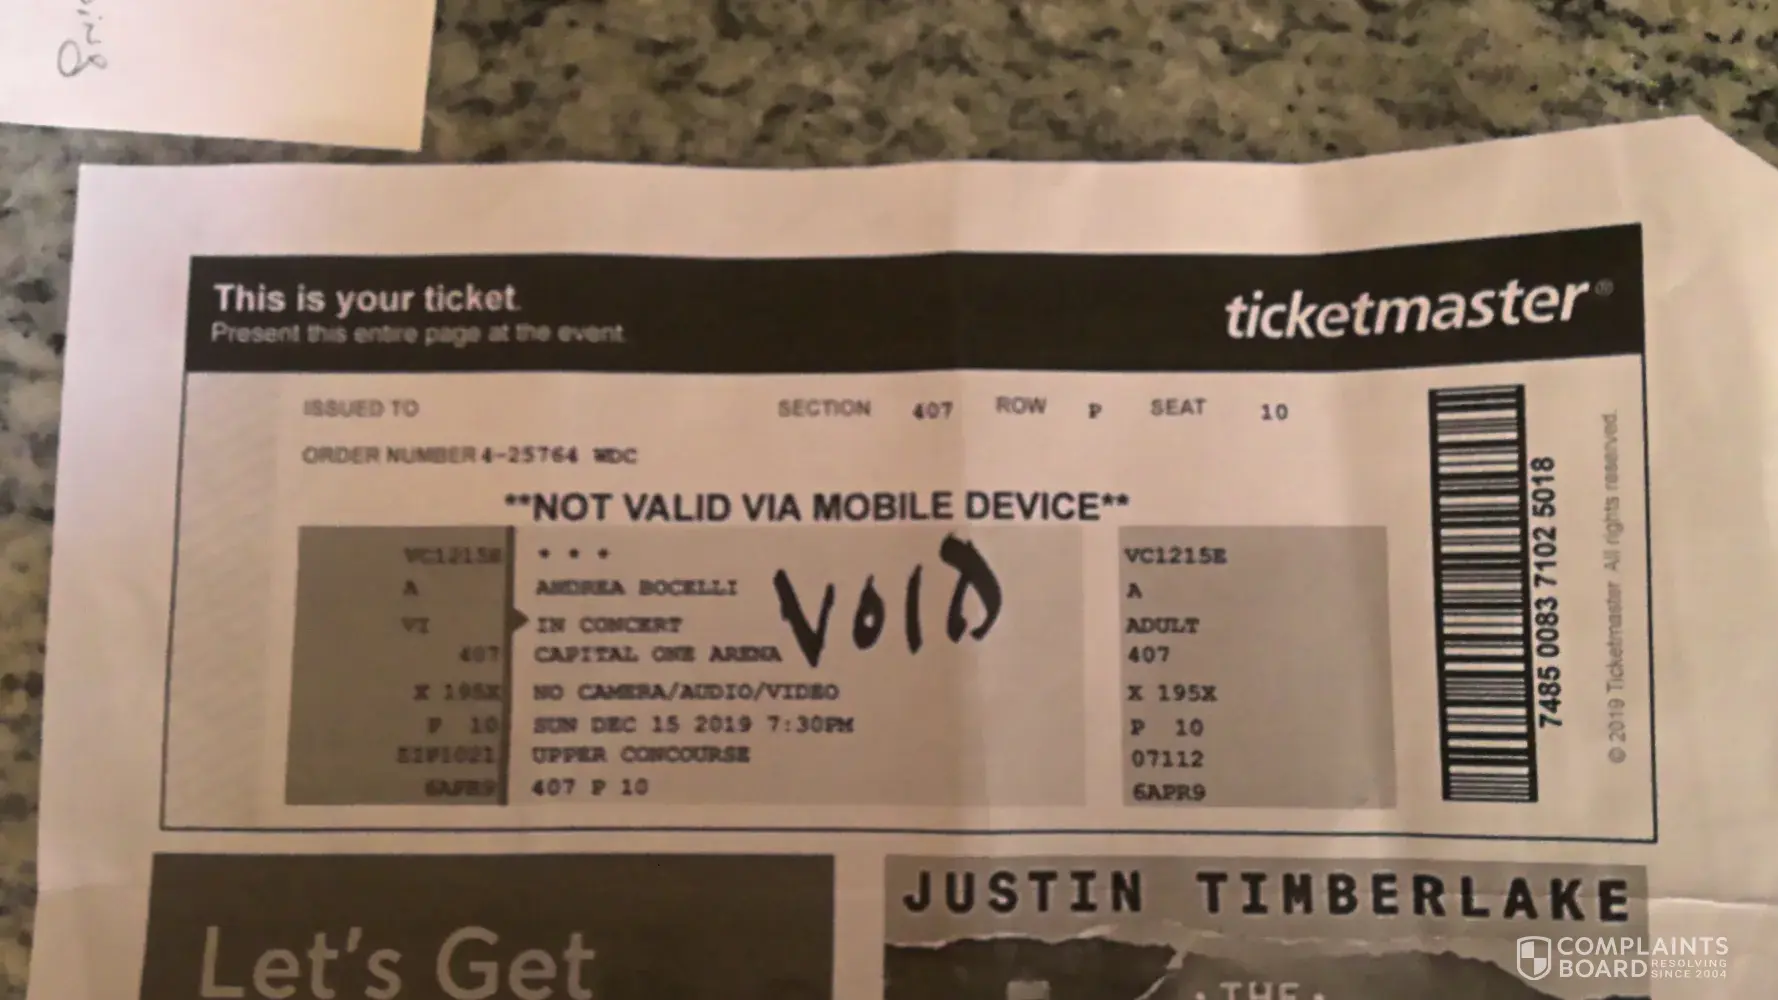 This is your ticket.
Present this entire page at the event.
ticketmaster®
ISSUED TO
SECTION 407 ROW P SEAT 10
ORDER NUMBER 4-25764 WDC
**NOT VALID VIA MOBILE DEVICE**
VC1215E * * * VC1215E
A ANDREA BOCELLI A
VI IN CONCERT ADULT
407 CAPITAL ONE ARENA 407
X 195X NO CAMERA/AUDIO/VIDEO X 195X
P 10 SUN DEC 15 2019 7:30PM P 10
UPPER CONCOURSE 07112
6APR9 407 P 10 6APR9
VOID
7485 0083 7102 5018
© 2019 Ticketmaster All rights reserved.
Let's Get
JUSTIN TIMBERLAKE
· THE ·
COMPLAINTS
BOARD RESOLVING
SINCE 2004